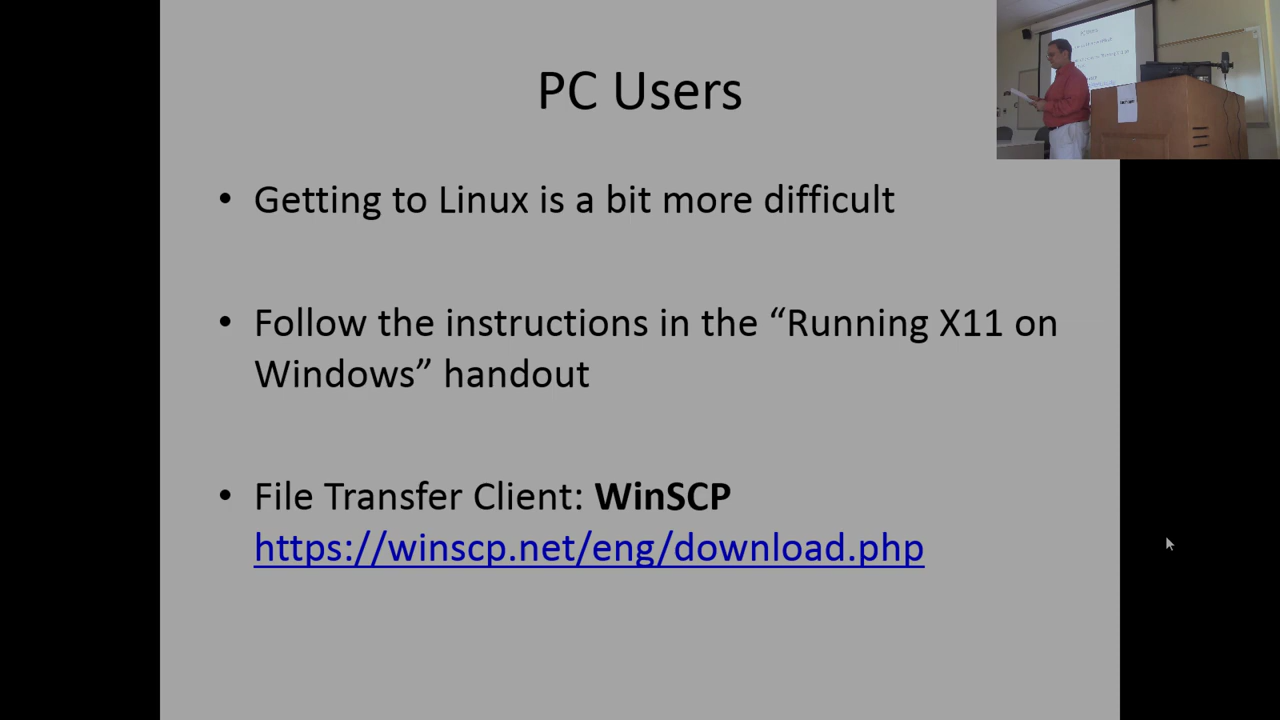 PC Users
• Getting to Linux is a bit more difficult
• Follow the instructions in the “Running X11 on
Windows” handout
• File Transfer Client: WinSCP
https://winscp.net/eng/download.php